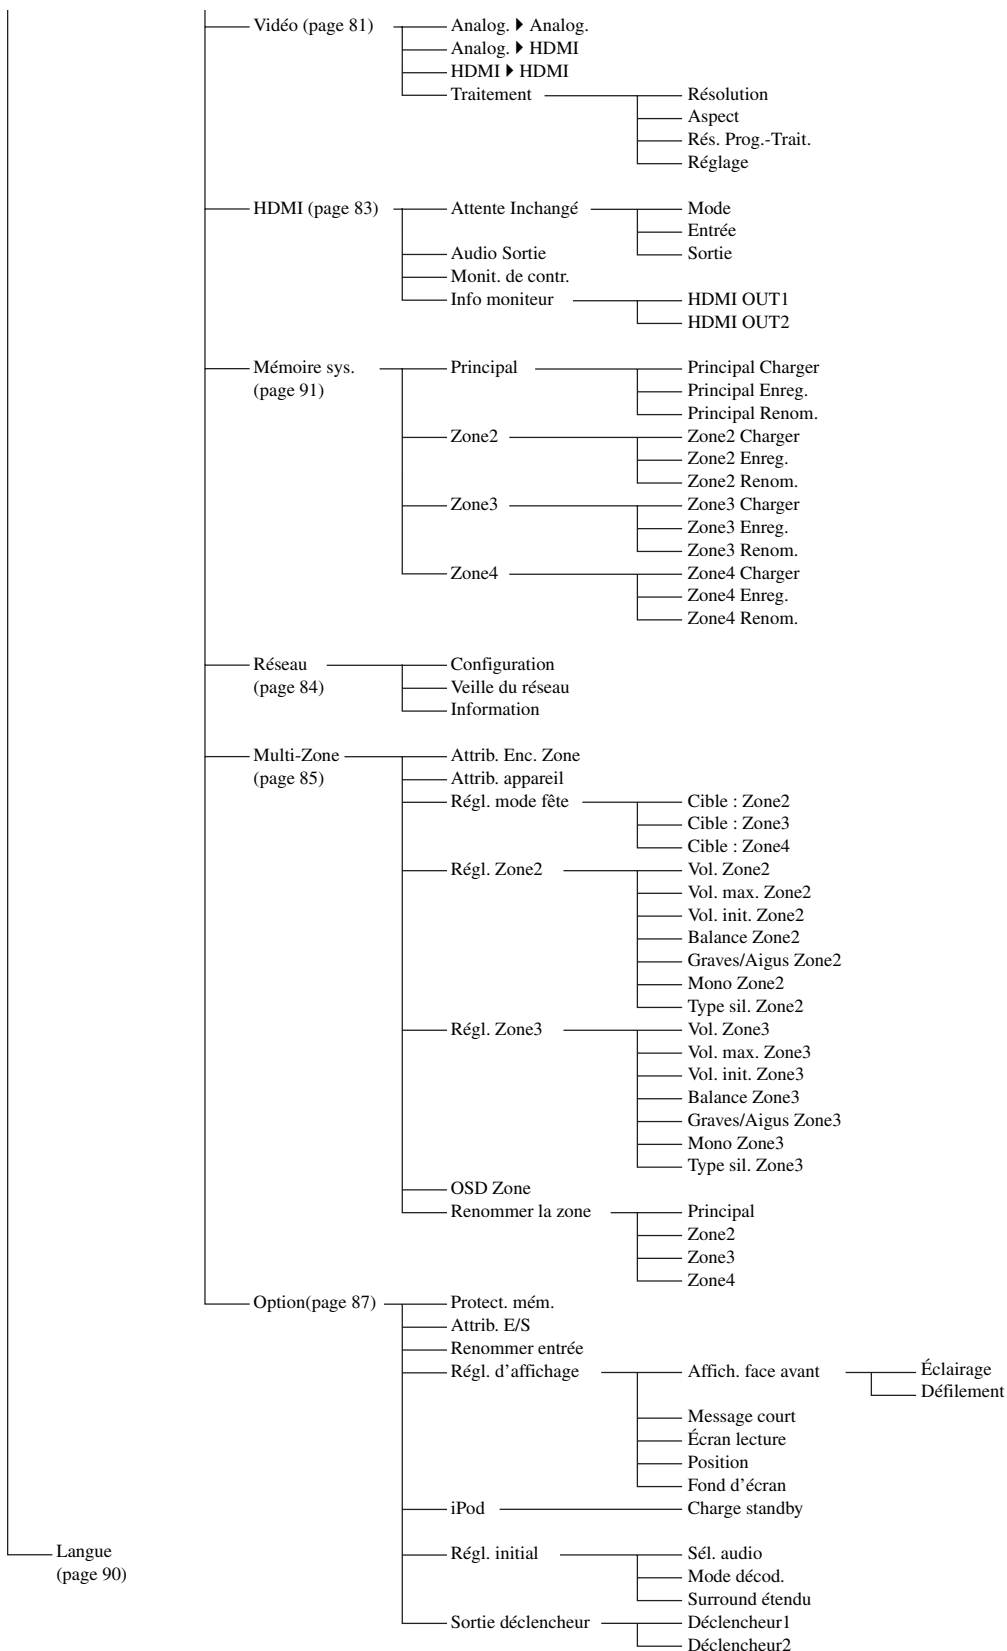 Vidéo (page 81)
Analog. ▶ Analog.
Analog. ▶ HDMI
HDMI ▶ HDMI
Traitement
Résolution
Aspect
Rés. Prog.-Trait.
Réglage
HDMI (page 83)
Attente Inchangé
Mode
Entrée
Sortie
Audio Sortie
Monit. de contr.
Info moniteur
HDMI OUT1
HDMI OUT2
Mémoire sys.
(page 91)
Principal
Principal Charger
Principal Enreg.
Principal Renom.
Zone2
Zone2 Charger
Zone2 Enreg.
Zone2 Renom.
Zone3
Zone3 Charger
Zone3 Enreg.
Zone3 Renom.
Zone4
Zone4 Charger
Zone4 Enreg.
Zone4 Renom.
Réseau
(page 84)
Configuration
Veille du réseau
Information
Multi-Zone
(page 85)
Attrib. Enc. Zone
Attrib. appareil
Régl. mode fête
Cible : Zone2
Cible : Zone3
Cible : Zone4
Régl. Zone2
Vol. Zone2
Vol. max. Zone2
Vol. init. Zone2
Balance Zone2
Graves/Aigus Zone2
Mono Zone2
Type sil. Zone2
Régl. Zone3
Vol. Zone3
Vol. max. Zone3
Vol. init. Zone3
Balance Zone3
Graves/Aigus Zone3
Mono Zone3
Type sil. Zone3
OSD Zone
Renommer la zone
Principal
Zone2
Zone3
Zone4
Option(page 87)
Protect. mém.
Attrib. E/S
Renommer entrée
Régl. d'affichage
Affich. face avant
Éclairage
Défilement
Message court
Écran lecture
Position
Fond d'écran
iPod
Charge standby
Régl. initial
Sél. audio
Mode décod.
Surround étendu
Sortie déclencheur
Déclencheur1
Déclencheur2
Langue
(page 90)